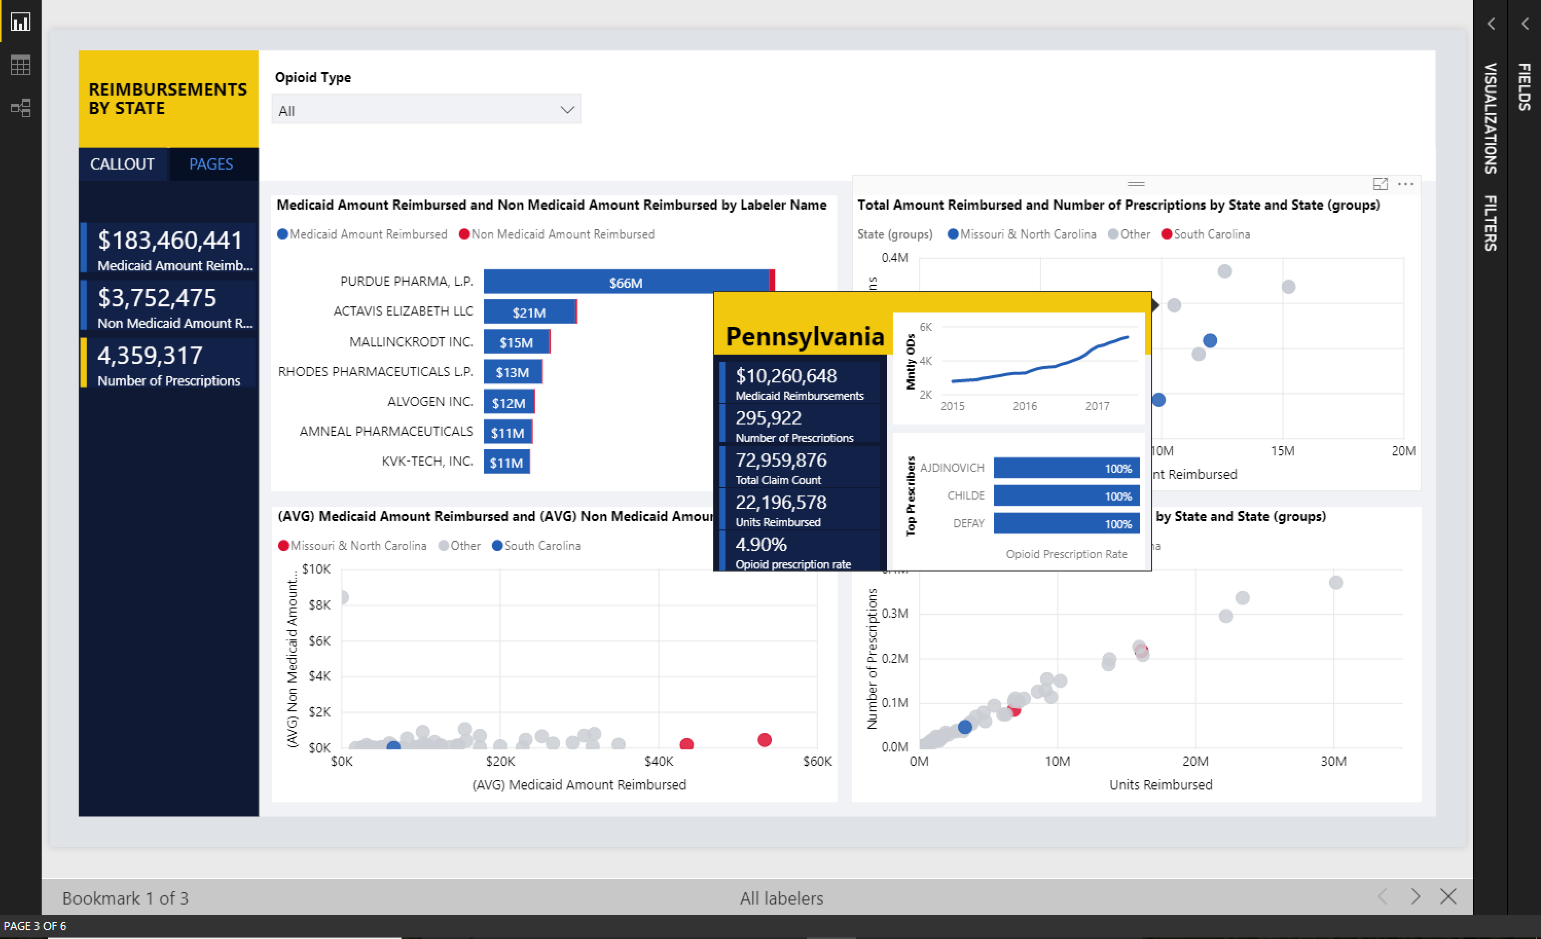 REIMBURSEMENTS
BY STATE
CALLOUT
PAGES
$183,460,441
Medicaid Amount Reimb...
$3,752,475
Non Medicaid Amount R...
4,359,317
Number of Prescriptions
Opioid Type
All
Medicaid Amount Reimbursed and Non Medicaid Amount Reimbursed by Labeler Name
Medicaid Amount Reimbursed
Non Medicaid Amount Reimbursed
PURDUE PHARMA, L.P.
$66M
ACTAVIS ELIZABETH LLC
$21M
MALLINCKRODT INC.
$15M
RHODES PHARMACEUTICALS L.P.
$13M
ALVOGEN INC.
$12M
AMNEAL PHARMACEUTICALS
$11M
KVK-TECH, INC.
$11M
Total Amount Reimbursed and Number of Prescriptions by State and State (groups)
State (groups)
Missouri & North Carolina
Other
South Carolina
0.4M
ns
10M
15M
20M
nt Reimbursed
Pennsylvania
$10,260,648
Medicaid Reimbursements
295,922
Number of Prescriptions
72,959,876
Total Claim Count
22,196,578
Units Reimbursed
4.90%
Opioid prescription rate
Mntly ODs
6K
4K
2K
2015
2016
2017
Top Prescribers
AJDINOVICH
100%
CHILDE
100%
DEFAY
100%
Opioid Prescription Rate
(AVG) Medicaid Amount Reimbursed and (AVG) Non Medicaid Amour
Missouri & North Carolina
Other
South Carolina
(AVG) Non Medicaid Amount...
$10K
$8K
$6K
$4K
$2K
$0K
$0K
$20K
$40K
$60K
(AVG) Medicaid Amount Reimbursed
by State and State (groups)
na
Number of Prescriptions
0.3M
0.2M
0.1M
0.0M
0M
10M
20M
30M
Units Reimbursed
VISUALIZATIONS
FILTERS
FIELDS
Bookmark 1 of 3
All labelers
PAGE 3 OF 6